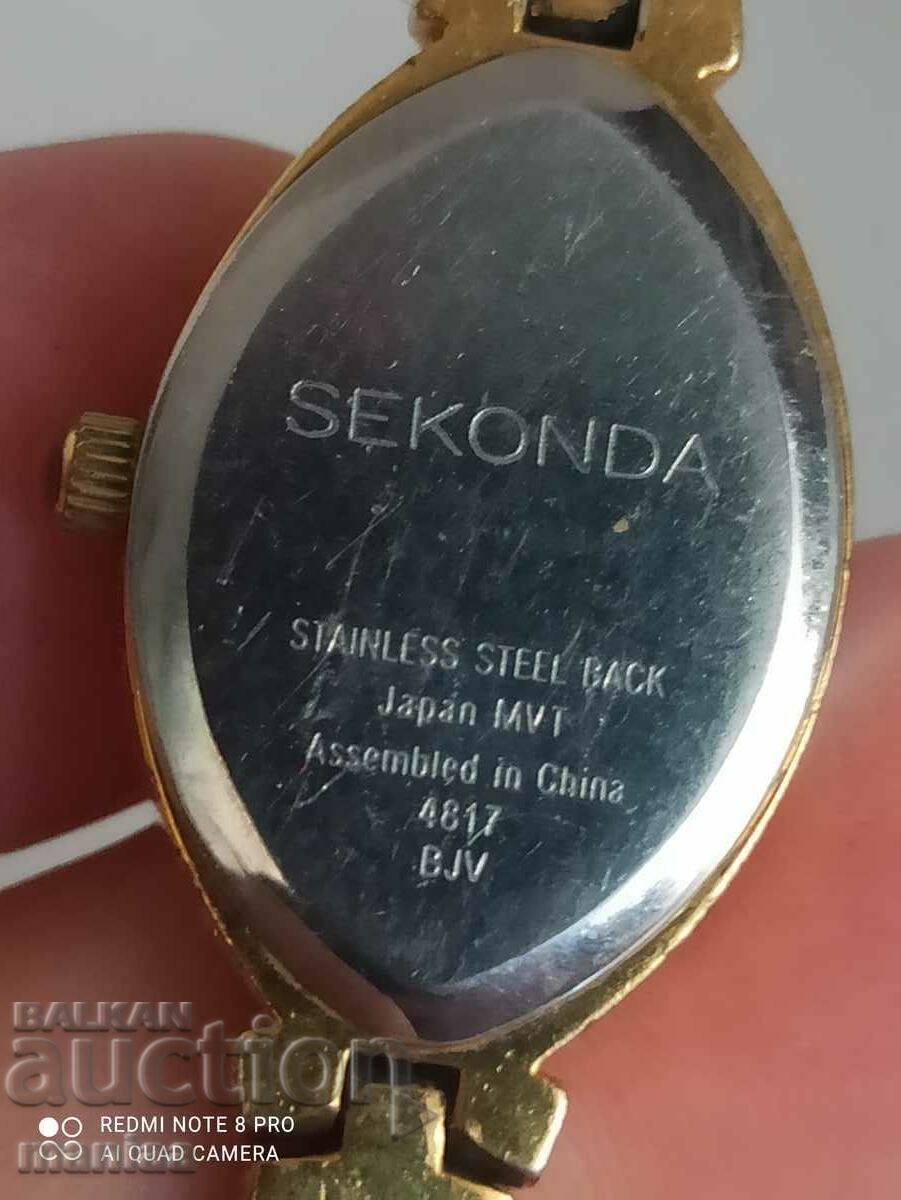 SEKONDA
STAINLESS STEEL BACK
Japan MVT
Assembled in China
4817
BJV
BALKAN
auction
REDMI NOTE 8 PRO
AI QUAD CAMERA